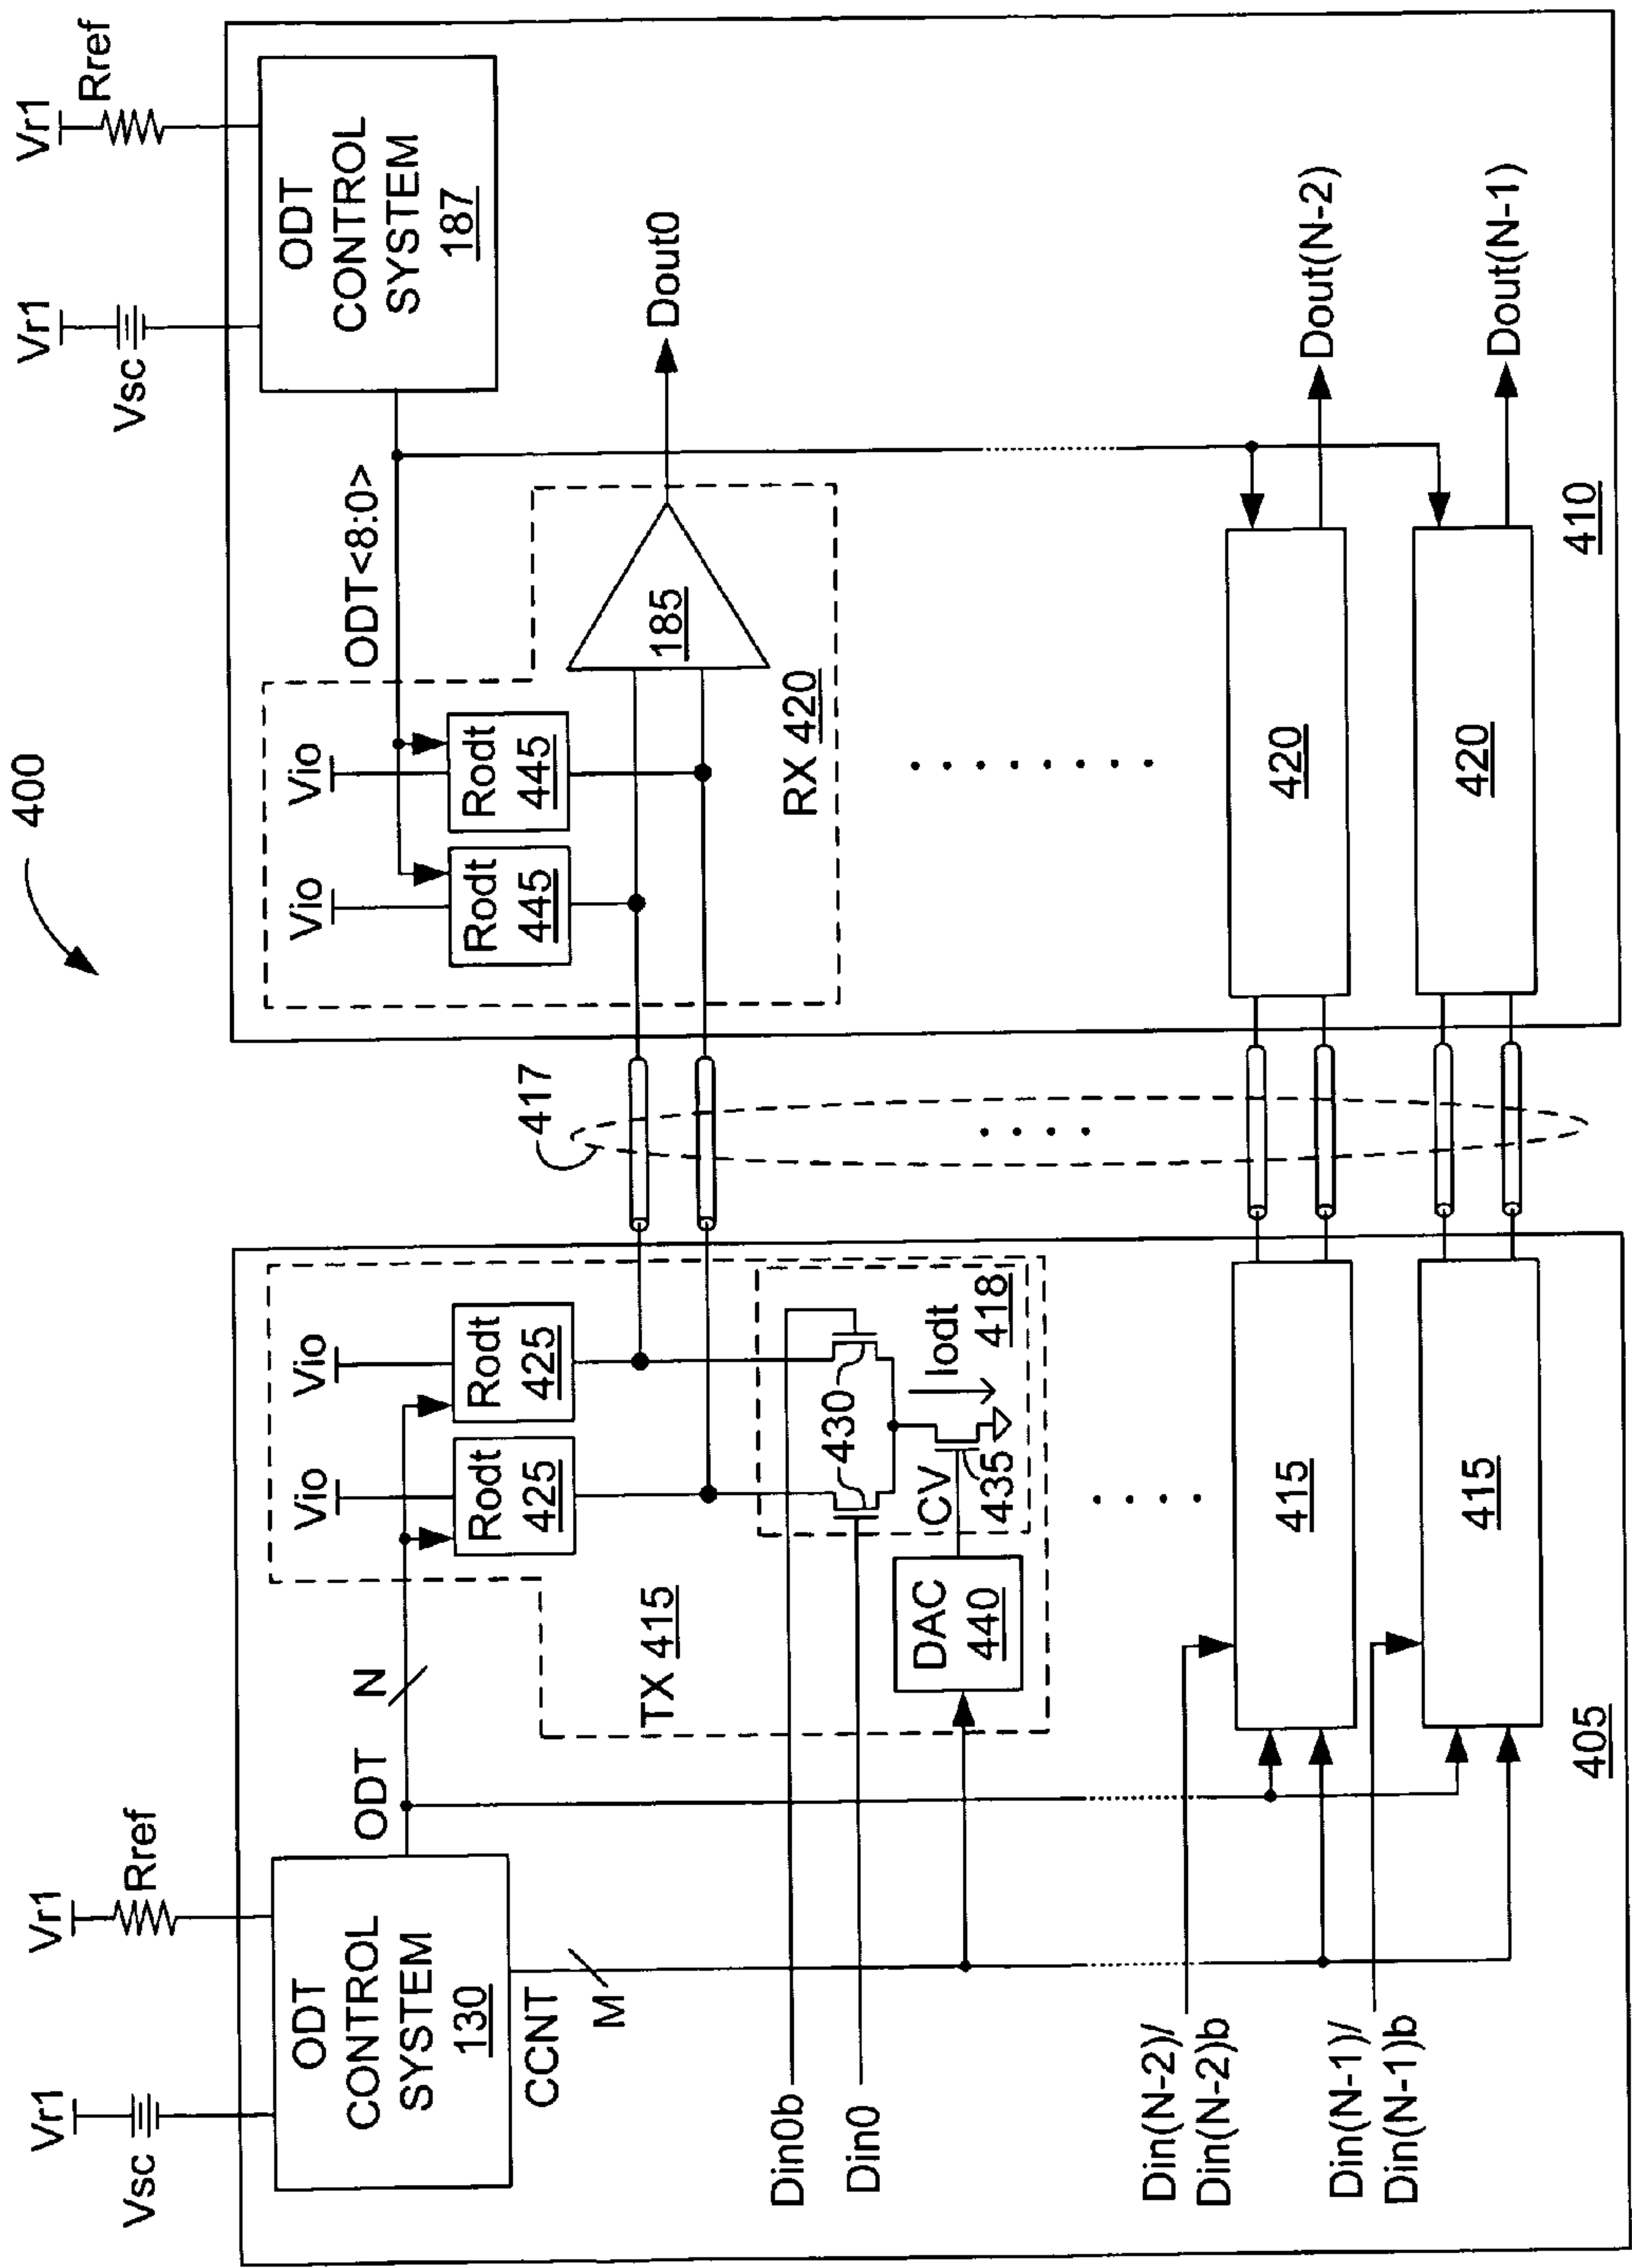 400
Vr1
Vr1
Vsc
Rref
ODT
CONTROL
SYSTEM
130
ODT
N
CCNT
M
Vio
Vio
Rodt
425
Rodt
425
TX 415
430
Iodt
418
CV
435
DAC
440
Din0b
Din0
Din(N-2)/
Din(N-2)b
Din(N-1)/
Din(N-1)b
415
415
405
417
Vr1
Vr1
Vsc
Rref
ODT
CONTROL
SYSTEM
187
ODT<8:0>
Vio
Vio
Rodt
445
Rodt
445
185
RX 420
Dout0
420
Dout(N-2)
420
Dout(N-1)
410